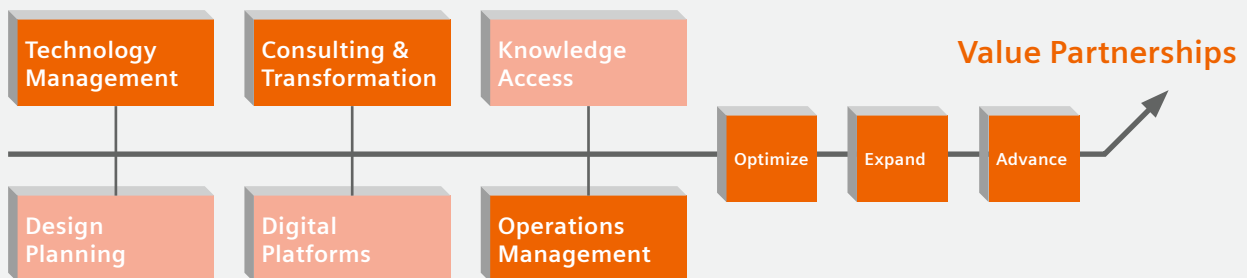 Technology
Management
Consulting &
Transformation
Knowledge
Access
Value Partnerships
Optimize
Expand
Advance
Design
Planning
Digital
Platforms
Operations
Management